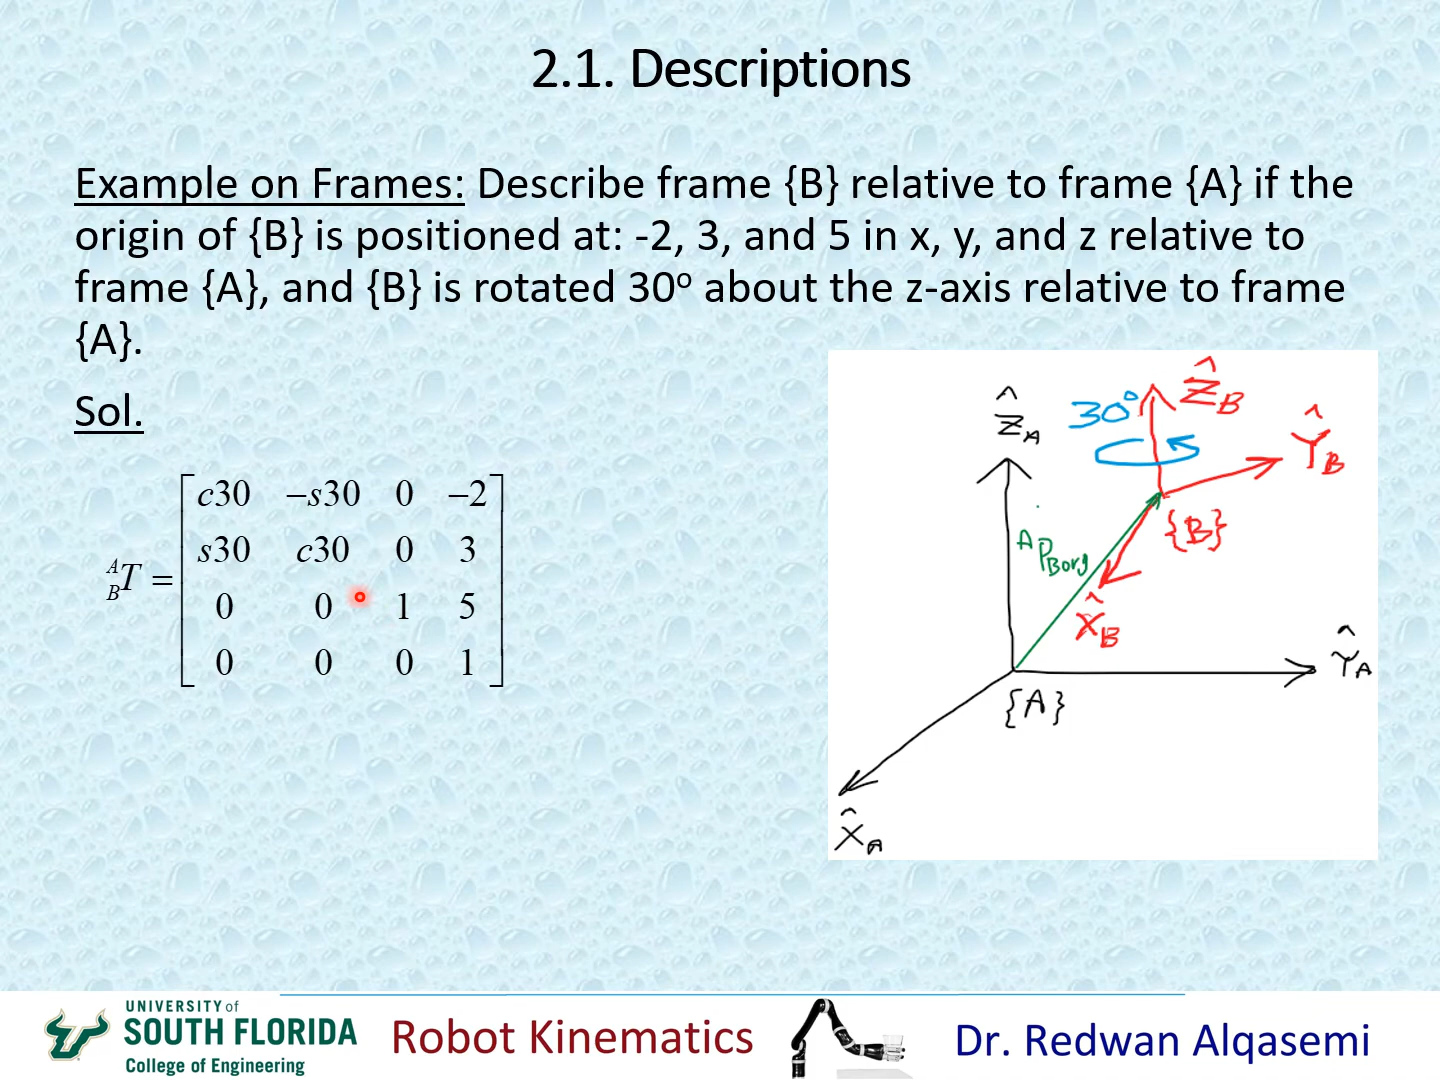 2.1. Descriptions
Example on Frames: Describe frame {B} relative to frame {A} if the
origin of {B} is positioned at: -2, 3, and 5 in x, y, and z relative to
frame {A}, and {B} is rotated 30º about the z-axis relative to frame
{A}.
Sol.
c30 −s30 0 −2
s30 c30 0 3
A
B T =
0 0 1 5
0 0 0 1
Ẑ_B
30°
Ẑ_A
Ŷ_B
{B}
A P_Borg
X̂_B
Ŷ_A
{A}
X̂_A
UNIVERSITY of
SOUTH FLORIDA
College of Engineering
Robot Kinematics
Dr. Redwan Alqasemi